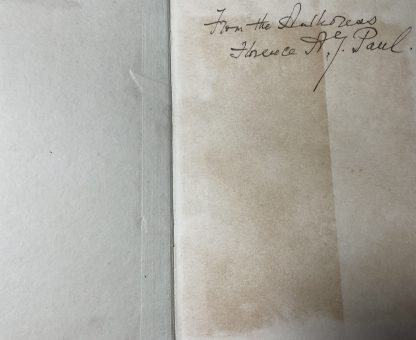 From the Authoress
Florence A. J. Paul.